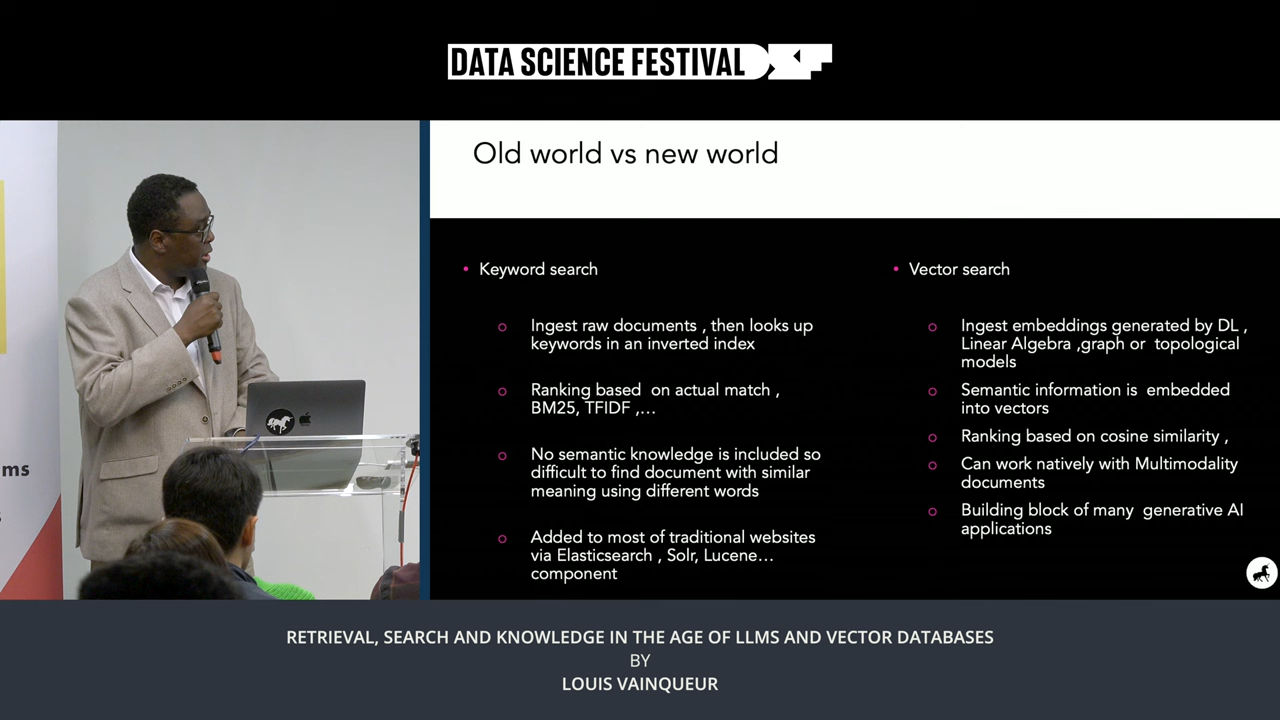 DATA SCIENCE FESTIVAL
Old world vs new world
• Keyword search
Ingest raw documents , then looks up
keywords in an inverted index
Ranking based on actual match ,
BM25, TFIDF ,...
No semantic knowledge is included so
difficult to find document with similar
meaning using different words
Added to most of traditional websites
via Elasticsearch , Solr, Lucene...
component
• Vector search
Ingest embeddings generated by DL ,
Linear Algebra ,graph or topological
models
Semantic information is embedded
into vectors
Ranking based on cosine similarity ,
Can work natively with Multimodality
documents
Building block of many generative AI
applications
ms
RETRIEVAL, SEARCH AND KNOWLEDGE IN THE AGE OF LLMS AND VECTOR DATABASES
BY
LOUIS VAINQUEUR